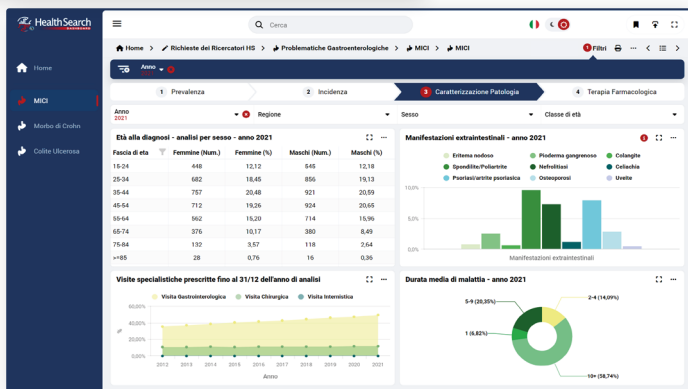 HealthSearch
DASHBOARD
Cerca
Home > Richieste dei Ricercatori HS > Problematiche Gastroenterologiche > MICI > MICI
1 Filtri
Home
MICI
Morbo di Crohn
Colite Ulcerosa
Anno
2021
1 Prevalenza
2 Incidenza
3 Caratterizzazione Patologia
4 Terapia Farmacologica
Anno
2021
Regione
Sesso
Classe di età
Età alla diagnosi - analisi per sesso - anno 2021
Fascia di eta Femmine (Num.) Femmine (%) Maschi (Num.) Maschi (%)
15-24 448 12,12 545 12,18
25-34 682 18,45 856 19,13
35-44 757 20,48 921 20,59
45-54 712 19,26 924 20,65
55-64 562 15,20 714 15,96
65-74 376 10,17 380 8,49
75-84 132 3,57 118 2,64
>=85 28 0,76 16 0,36
Manifestazioni extraintestinali - anno 2021
Eritema nodoso Pioderma gangrenoso Colangite
Spondilite/Poliartrite Nefrolitiasi Celiachia
Psoriasi/artrite psoriasica Osteoporosi Uveite
10,0%
5,0%
0,0%
Manifestazioni extraintestinali
Visite specialistiche prescritte fino al 31/12 dell'anno di analisi
Visita Gastrointerologica Visita Chirurgica Visita Internistica
60,00%
40,00%
20,00%
0,00%
%
2012 2013 2014 2015 2016 2017 2018 2019 2020 2021
Anno
Durata media di malattia - anno 2021
5-9 (20,35%)
2-4 (14,09%)
1 (6,82%)
10+ (58,74%)